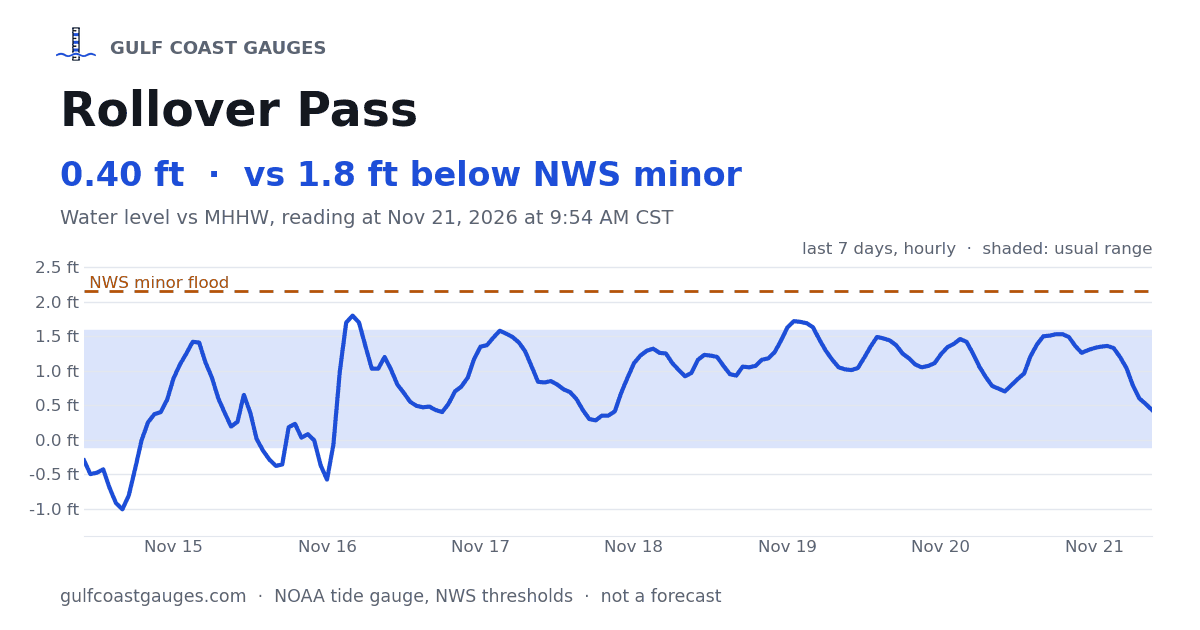 GULF COAST GAUGES
Rollover Pass
0.40 ft · vs 1.8 ft below NWS minor
Water level vs MHHW, reading at Nov 21, 2026 at 9:54 AM CST
last 7 days, hourly · shaded: usual range
2.5 ft
NWS minor flood
2.0 ft
1.5 ft
1.0 ft
0.5 ft
0.0 ft
-0.5 ft
-1.0 ft
Nov 15 Nov 16 Nov 17 Nov 18 Nov 19 Nov 20 Nov 21
gulfcoastgauges.com · NOAA tide gauge, NWS thresholds · not a forecast